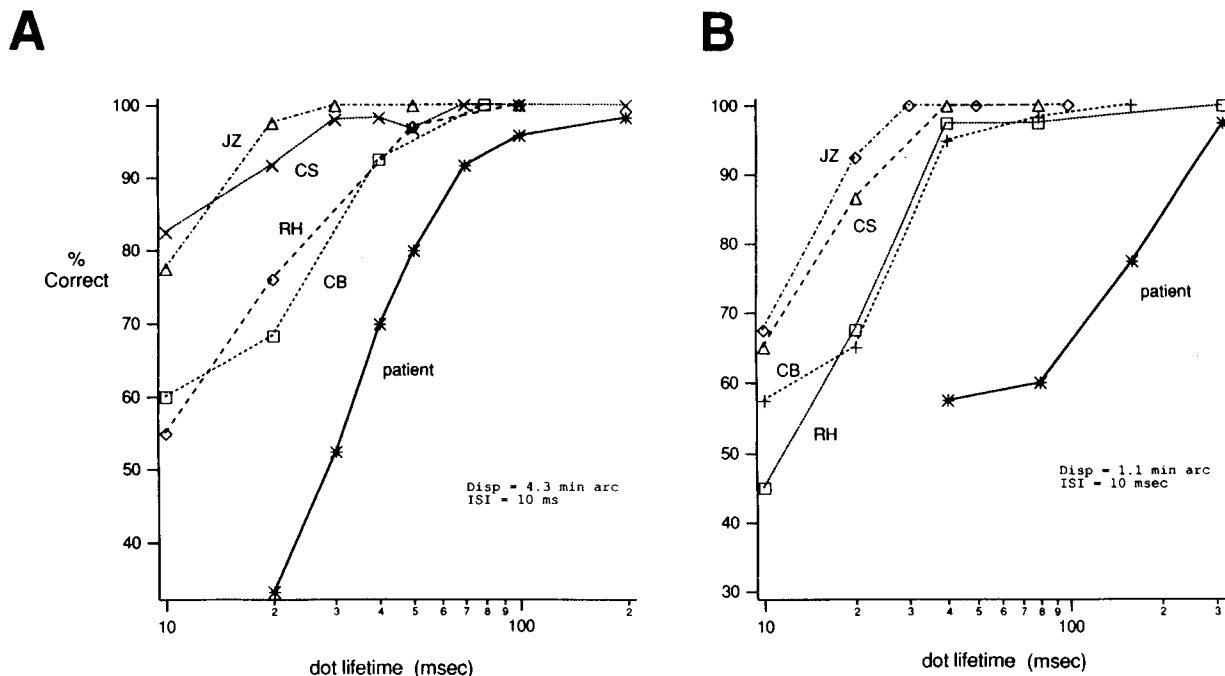 A
B
100
90
80
70
60
50
40
%
Correct
JZ
CS
RH
CB
patient
Disp = 4.3 min arc
ISI = 10 ms
10
2
3
4
5
6
7
8
9
100
2
dot lifetime (msec)
100
90
80
70
60
50
40
30
JZ
CS
CB
RH
patient
Disp = 1.1 min arc
ISI = 10 msec
10
2
3
4
5
6
7
8
9
100
2
3
dot lifetime (msec)